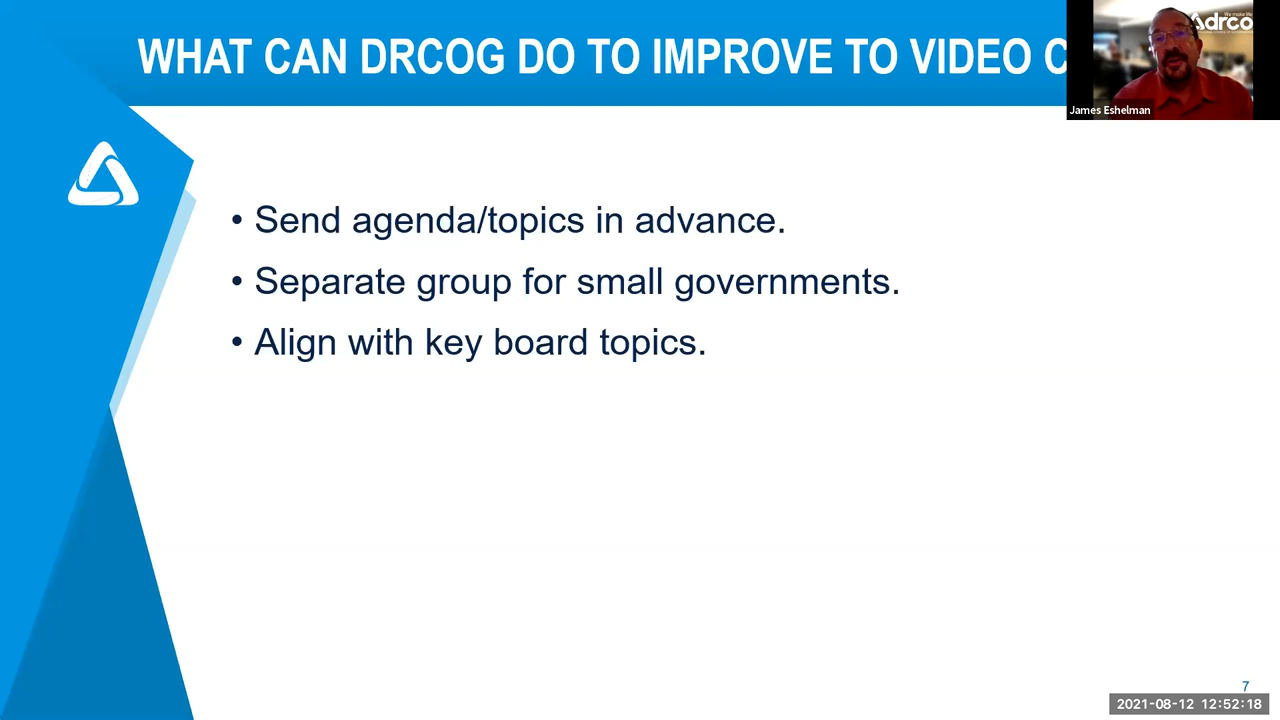 WHAT CAN DRCOG DO TO IMPROVE TO VIDEO C
drco
James Eshelman
• Send agenda/topics in advance.
• Separate group for small governments.
• Align with key board topics.
7
2021-08-12 12:52:18